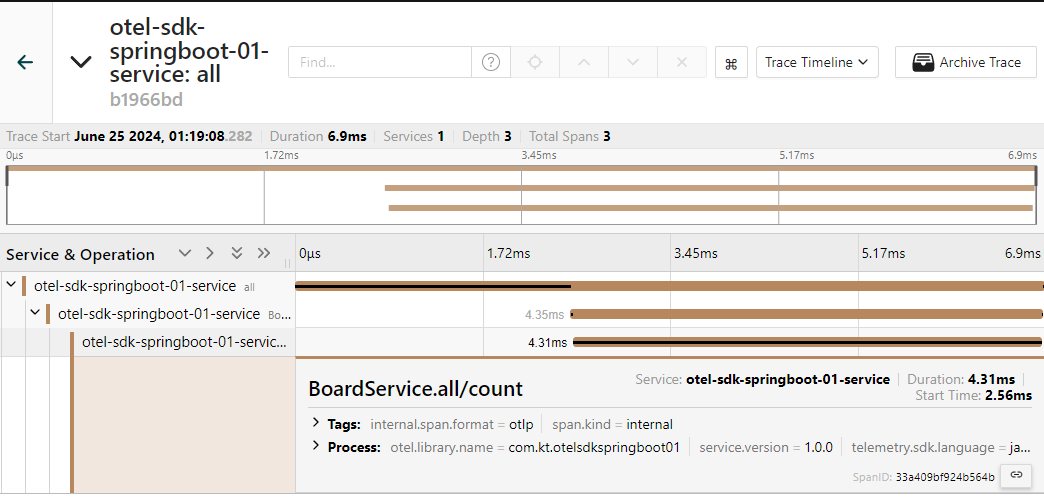 otel-sdk-
springboot-01-
service: all
b1966bd
Find...
?
⌘
Trace Timeline
Archive Trace
Trace Start June 25 2024, 01:19:08.282 Duration 6.9ms Services 1 Depth 3 Total Spans 3
0μs 1.72ms 3.45ms 5.17ms 6.9ms
Service & Operation 0μs 1.72ms 3.45ms 5.17ms 6.9ms
otel-sdk-springboot-01-service all
otel-sdk-springboot-01-service Bo... 4.35ms
otel-sdk-springboot-01-servic... 4.31ms
BoardService.all/count
Service: otel-sdk-springboot-01-service Duration: 4.31ms
Start Time: 2.56ms
Tags: internal.span.format = otlp span.kind = internal
Process: otel.library.name = com.kt.otelsdkspringboot01 service.version = 1.0.0 telemetry.sdk.language = ja...
SpanID: 33a409bf924b564b